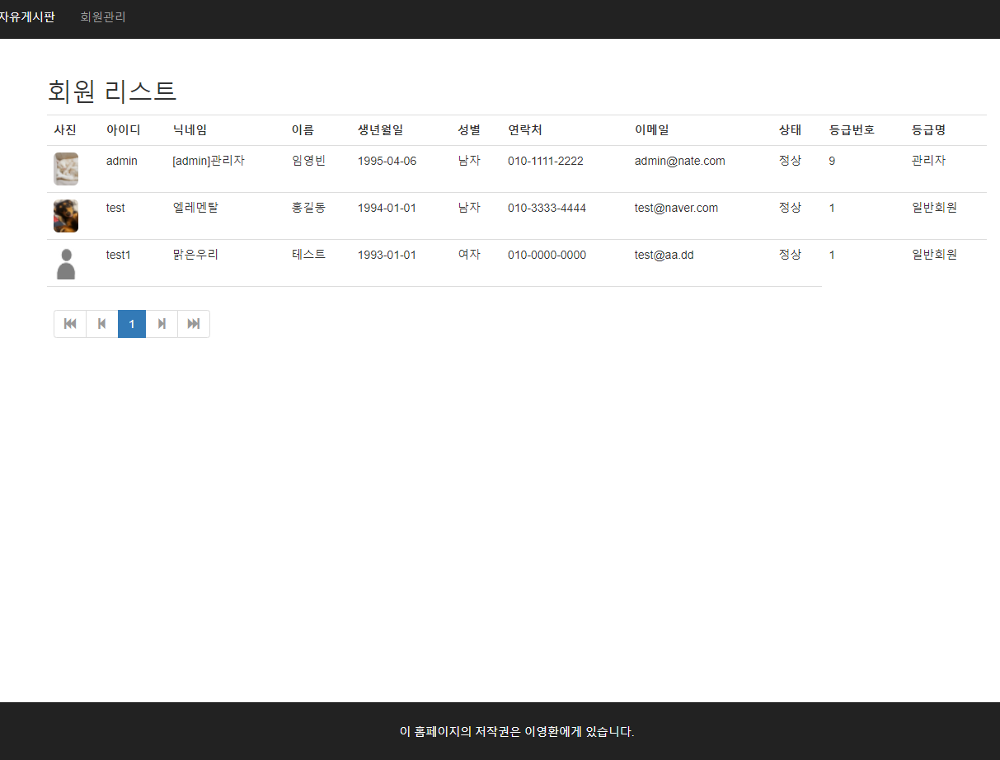 자유게시판 회원관리
회원 리스트
사진 아이디 닉네임 이름 생년월일 성별 연락처 이메일 상태 등급번호 등급명
admin [admin]관리자 임영빈 1995-04-06 남자 010-1111-2222 admin@nate.com 정상 9 관리자
test 엘레멘탈 홍길동 1994-01-01 남자 010-3333-4444 test@naver.com 정상 1 일반회원
test1 맑은우리 테스트 1993-01-01 여자 010-0000-0000 test@aa.dd 정상 1 일반회원
1
이 홈페이지의 저작권은 이영환에게 있습니다.